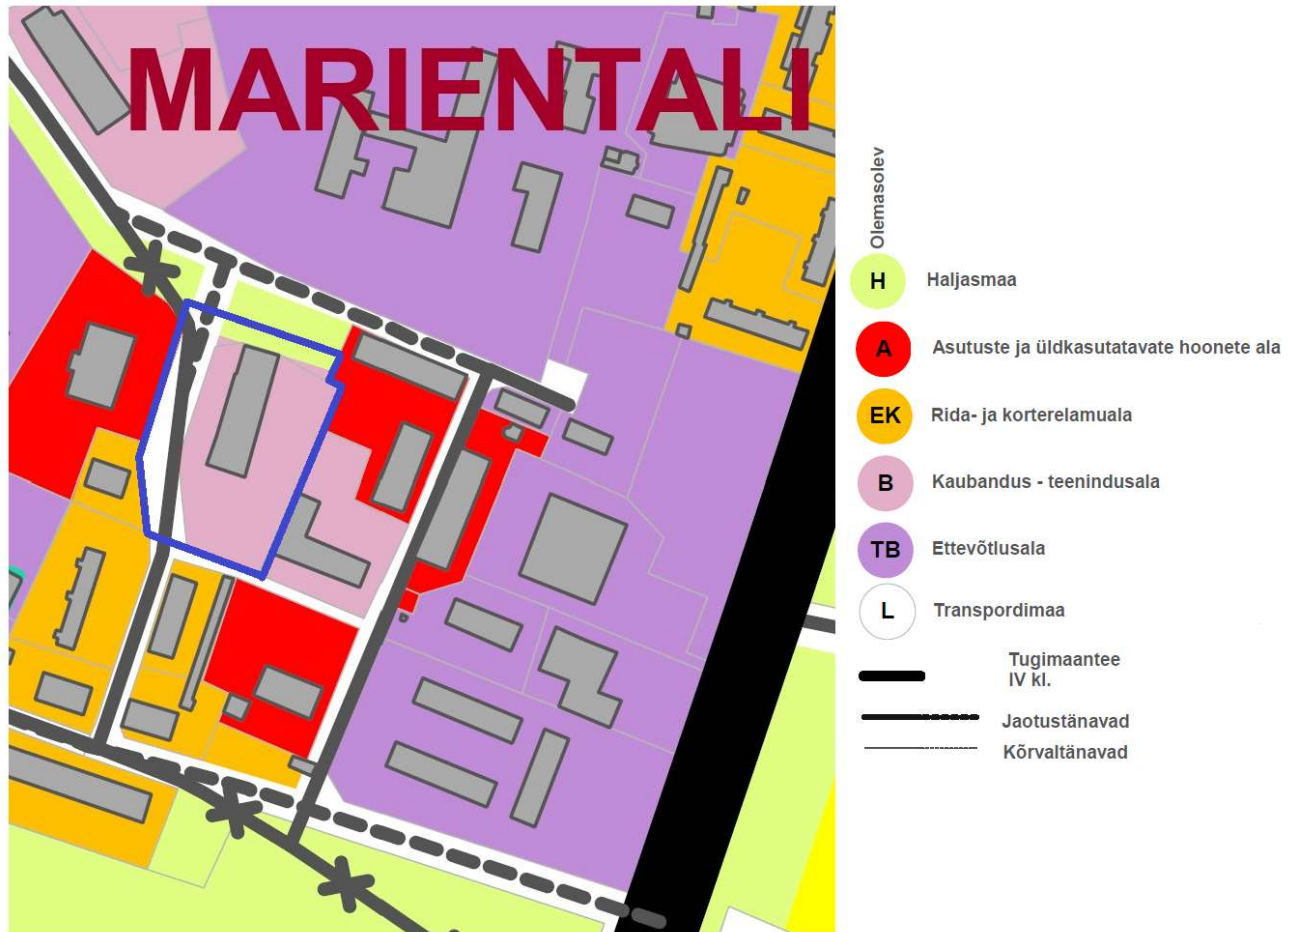 MARIENTALI
Olemasolev
H Haljasmaa
A Asutuste ja üldkasutatavate hoonete ala
EK Rida- ja korterelamuala
B Kaubandus - teenindusala
TB Ettevõtlusala
L Transpordimaa
Tugimaantee
IV kl.
Jaotustänavad
Kõrvaltänavad